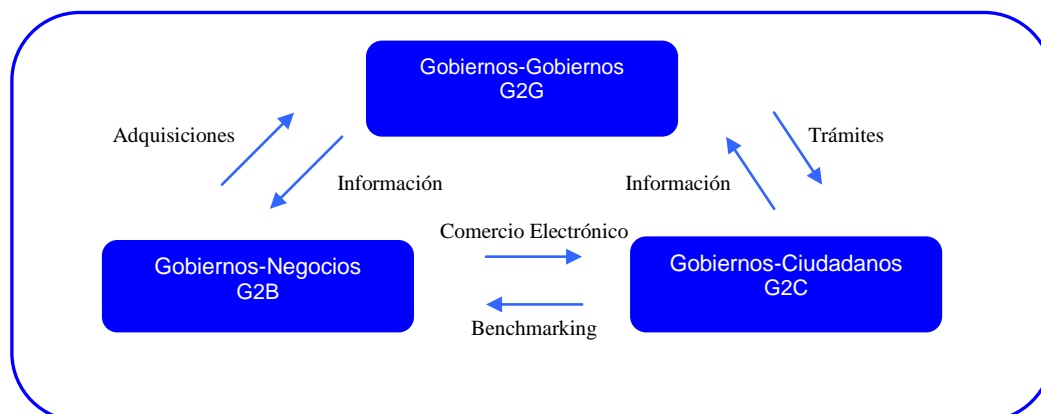 Gobiernos-Gobiernos
G2G
Adquisiciones
Trámites
Información
Información
Comercio Electrónico
Gobiernos-Negocios
G2B
Gobiernos-Ciudadanos
G2C
Benchmarking